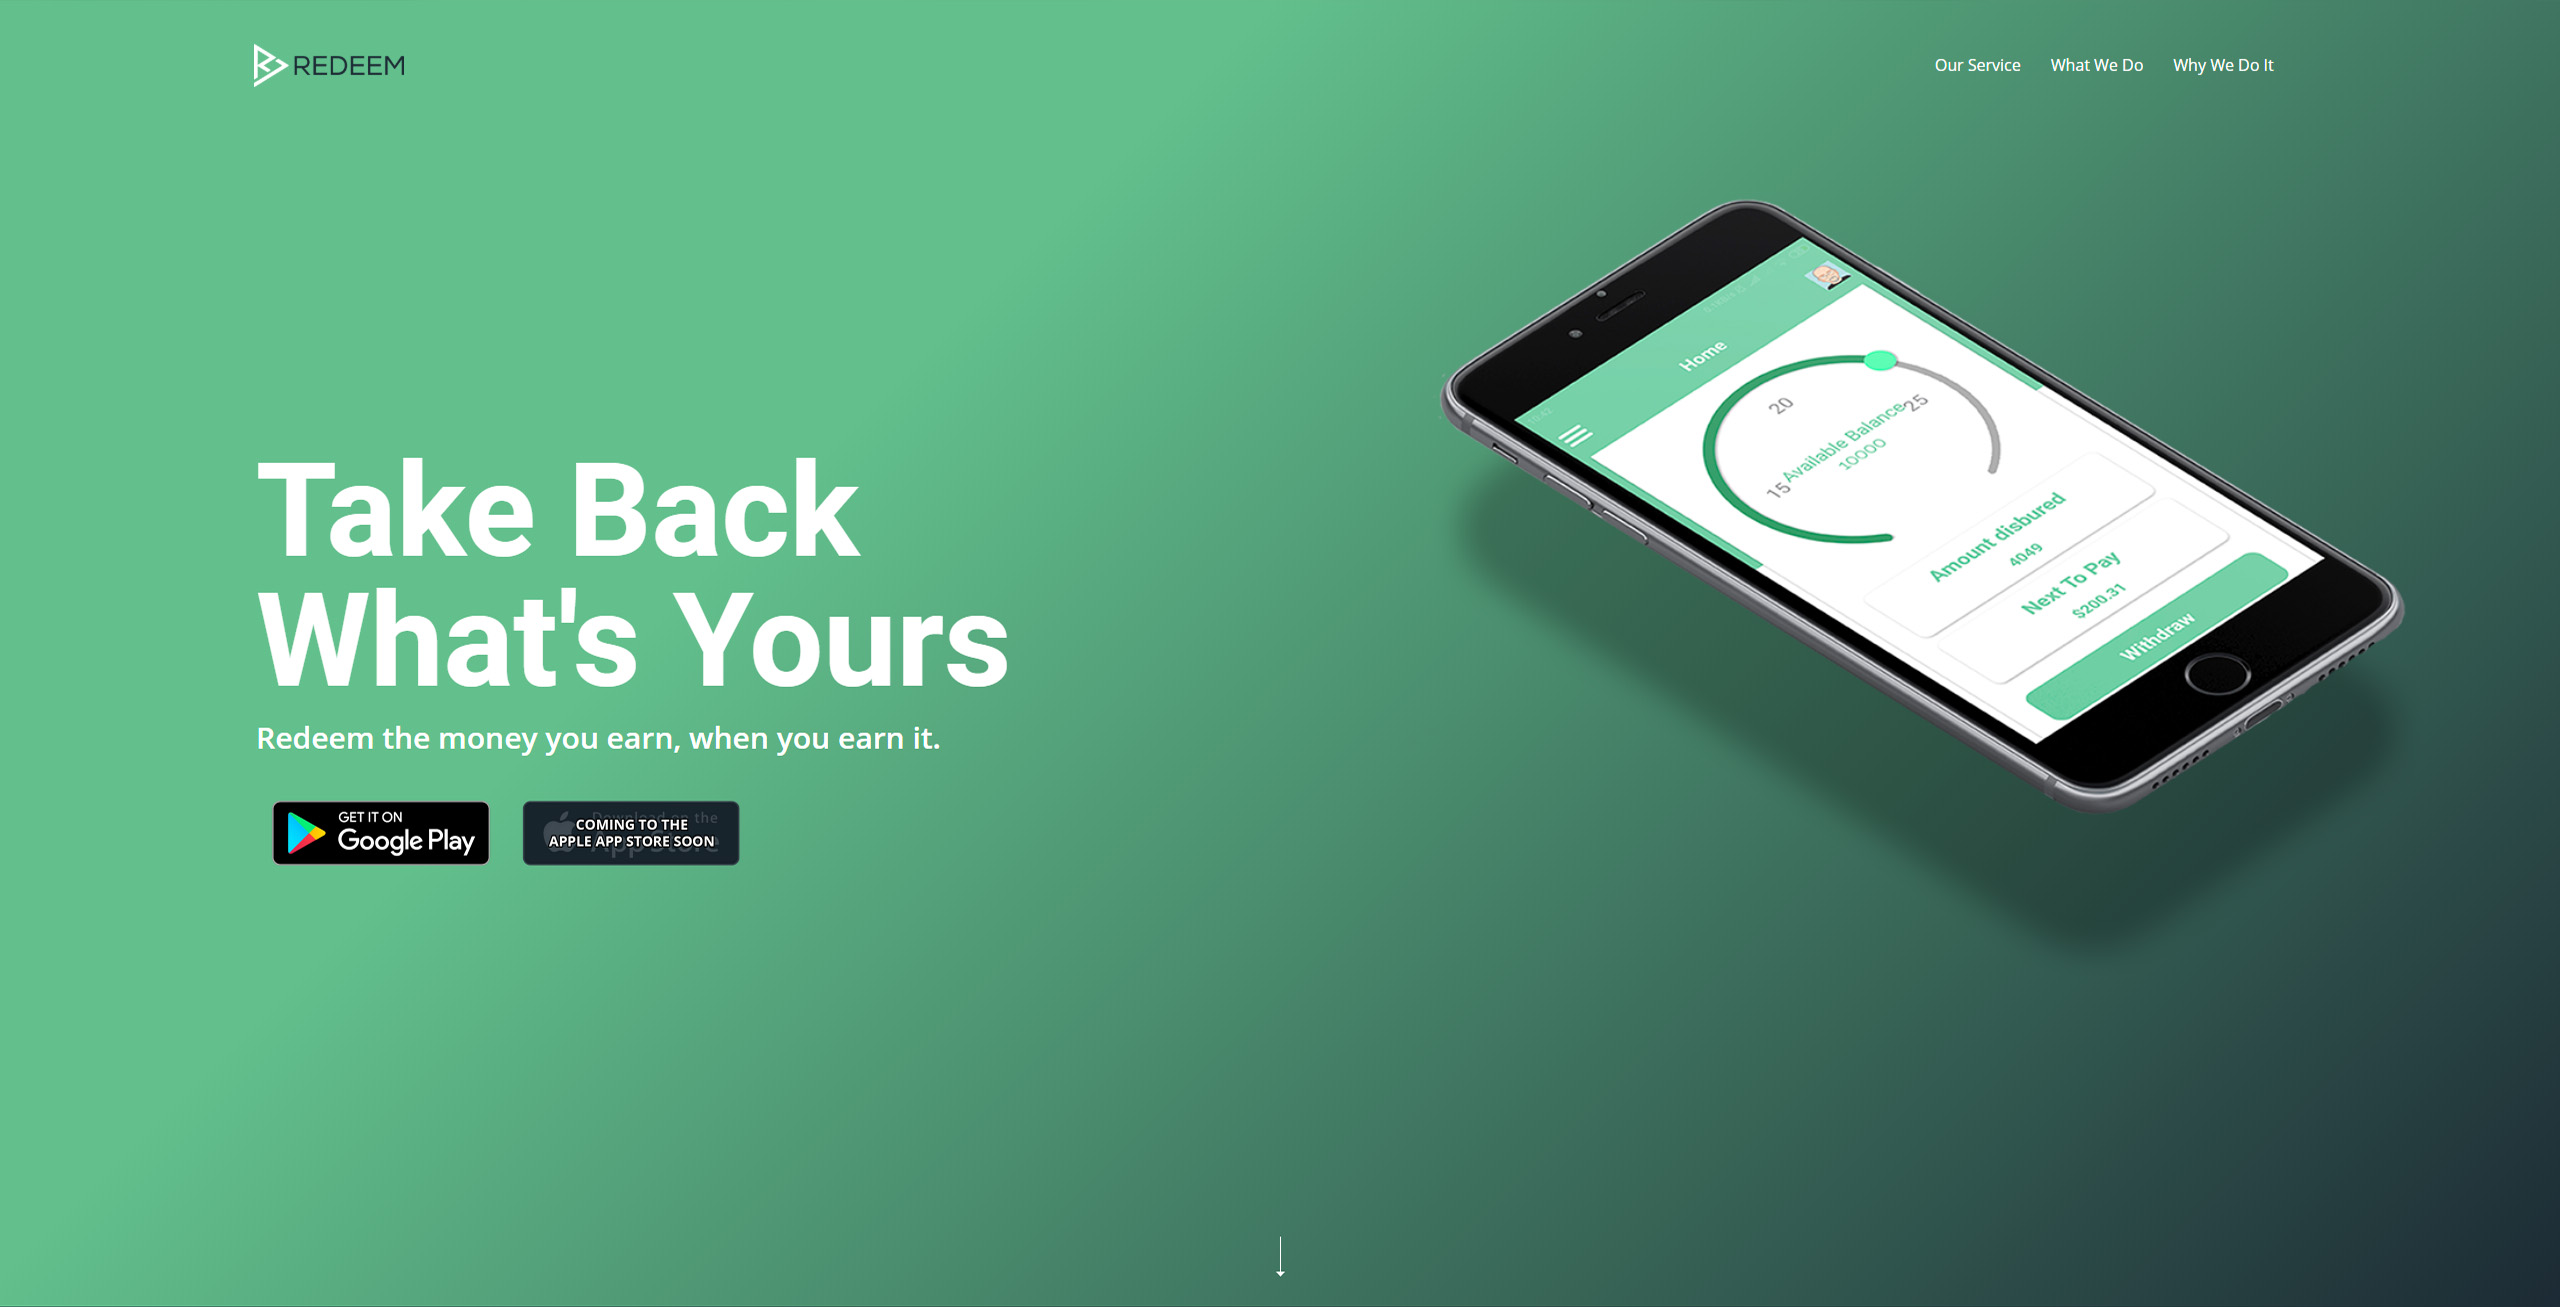 REDEEM
Our Service
What We Do
Why We Do It
Take Back
What's Yours
Redeem the money you earn, when you earn it.
GET IT ON
Google Play
COMING TO THE
APPLE APP STORE SOON
Home
20
25
15
Available Balance
10000
Amount disbured
4049
Next To Pay
$200.31
Withdraw